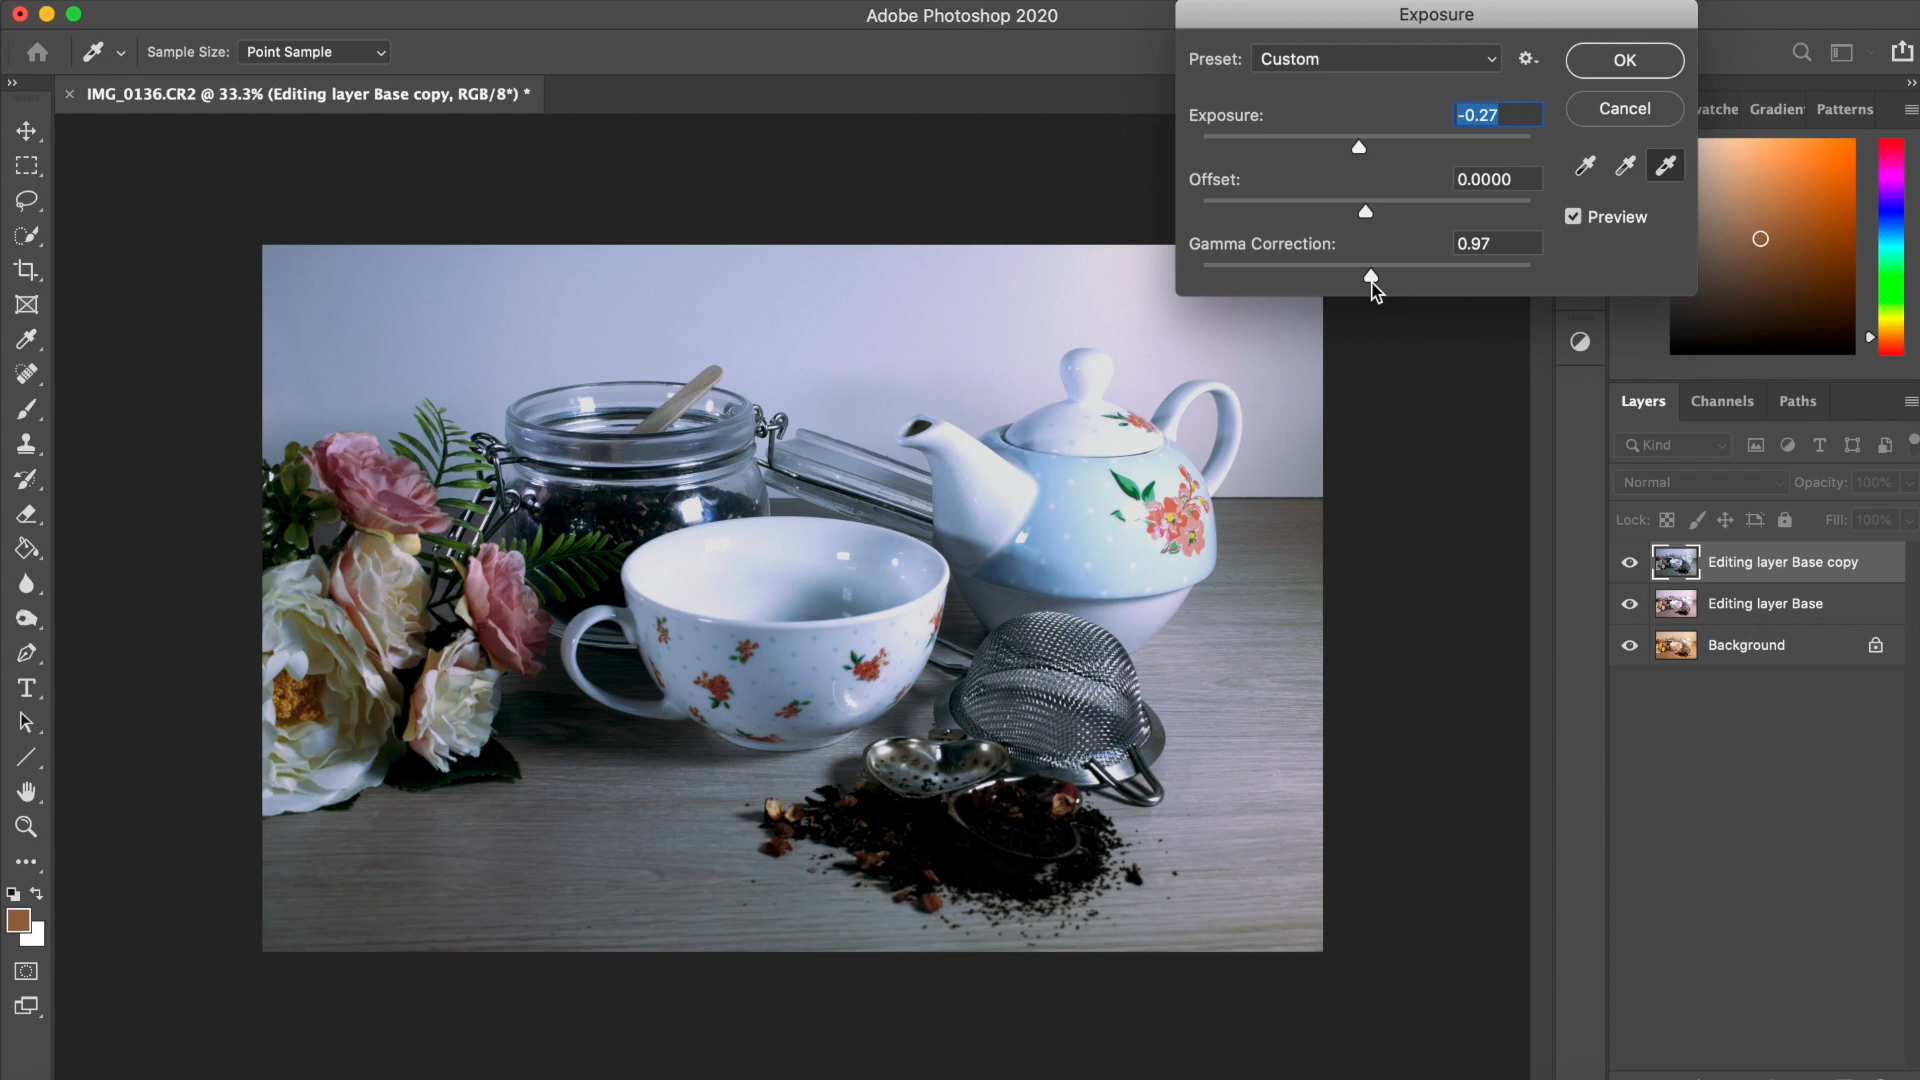 Adobe Photoshop 2020
Exposure
Sample Size: Point Sample
Preset: Custom
OK
IMG_0136.CR2 @ 33.3% (Editing layer Base copy, RGB/8*) *
Exposure: -0.27
Cancel
Patterns
Offset: 0.0000
Preview
Gamma Correction: 0.97
Layers Channels Paths
Kind
Normal Opacity: 100%
Lock: Fill: 100%
Editing layer Base copy
Editing layer Base
Background